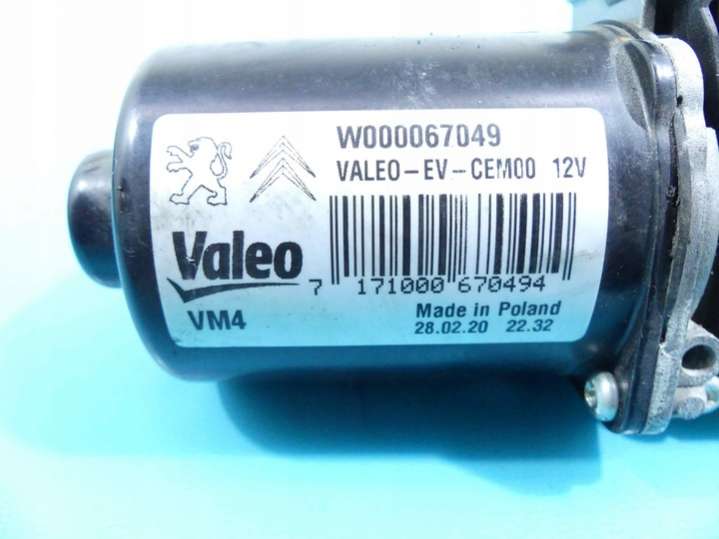 W000067049
VALEO-EV-CEM00 12V
Valeo
7 171000 670494
VM4
Made in Poland
28.02.20 22.32